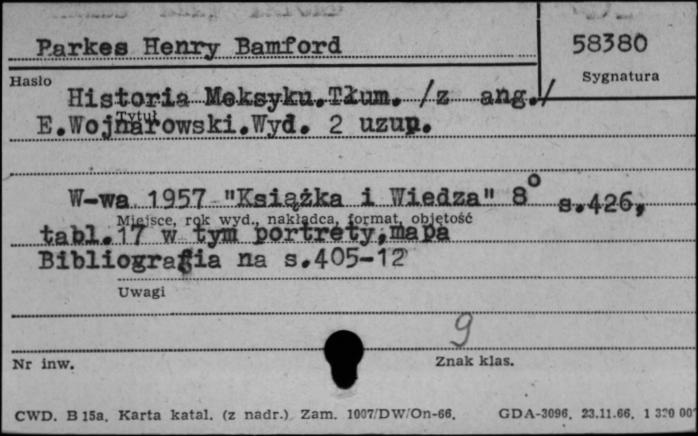 Parkes Henry Bamford
58380
Hasło
Sygnatura
Historia Meksyku.Tłum. /z ang./
Tytuł
E.Wojnarowski.Wyd. 2 uzup.
W-wa 1957 "Książka i Wiedza" 8° s.426,
Miejsce, rok wyd., nakładca, format, objętość
tabl.17 w tym portrety,mapa
Bibliografia na s.405-12
Uwagi
9
Nr inw.
Znak klas.
CWD. B 15a. Karta katal. (z nadr.) Zam. 1007/DW/On-66. GDA-3096. 23.11.66. 1 320 00